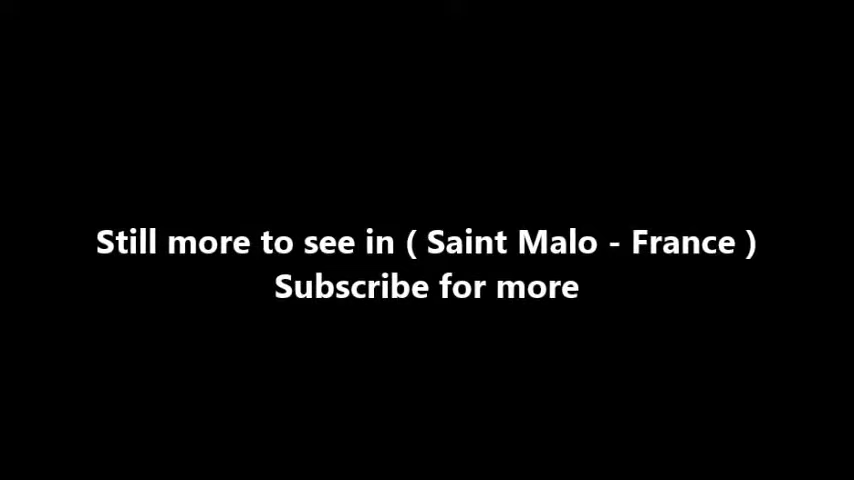 Still more to see in ( Saint Malo - France )
Subscribe for more